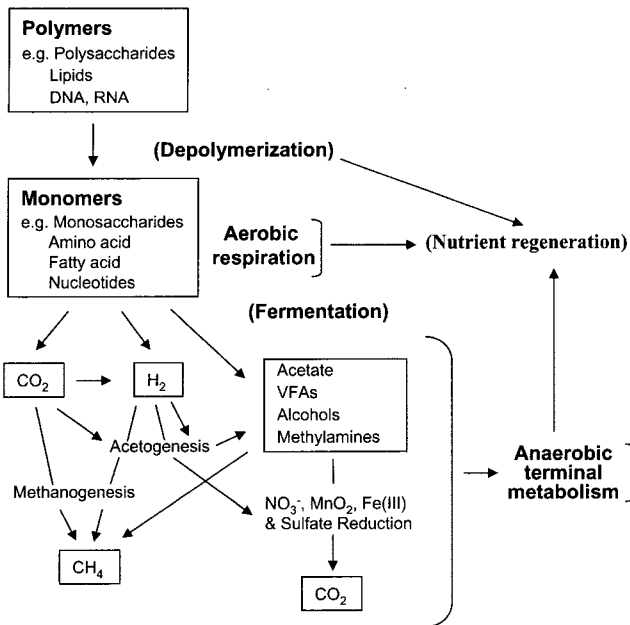 Polymers
e.g. Polysaccharides
Lipids
DNA, RNA
(Depolymerization)
Monomers
e.g. Monosaccharides
Amino acid
Fatty acid
Nucleotides
Aerobic
respiration
(Nutrient regeneration)
(Fermentation)
CO₂
H₂
Acetate
VFAs
Alcohols
Methylamines
Acetogenesis
Methanogenesis
Anaerobic
terminal
metabolism
NO₃⁻, MnO₂, Fe(III)
& Sulfate Reduction
CH₄
CO₂